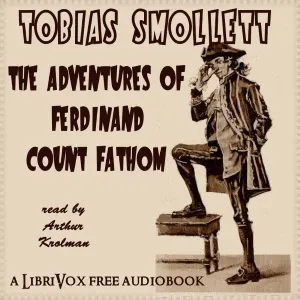 TOBIAS SMOLLETT
THE ADVENTURES OF
FERDINAND
COUNT FATHOM
read by
Arthur
Krolman
A LIBRIVOX FREE AUDIOBOOK